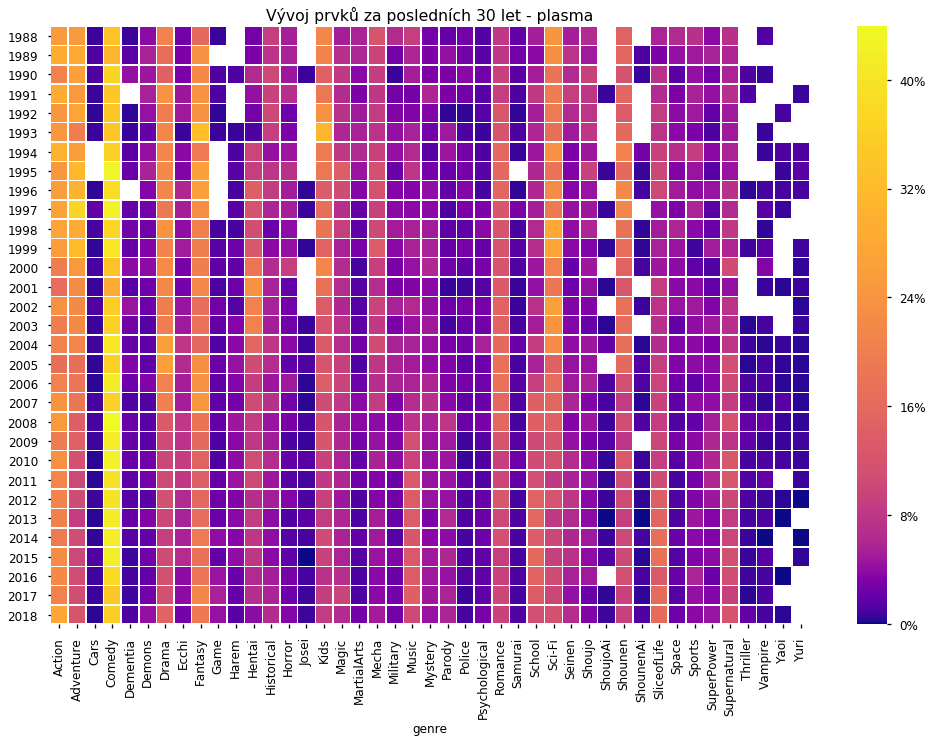 Vývoj prvků za posledních 30 let - plasma
1988
1989
1990
1991
1992
1993
1994
1995
1996
1997
1998
1999
2000
2001
2002
2003
2004
2005
2006
2007
2008
2009
2010
2011
2012
2013
2014
2015
2016
2017
2018
40%
32%
24%
16%
8%
0%
Action
Adventure
Cars
Comedy
Dementia
Demons
Drama
Ecchi
Fantasy
Game
Harem
Hentai
Historical
Horror
Josei
Kids
Magic
MartialArts
Mecha
Military
Music
Mystery
Parody
Police
Psychological
Romance
Samurai
School
Sci-Fi
Seinen
Shoujo
ShoujoAi
Shounen
ShounenAi
SliceofLife
Space
Sports
SuperPower
Supernatural
Thriller
Vampire
Yaoi
Yuri
genre